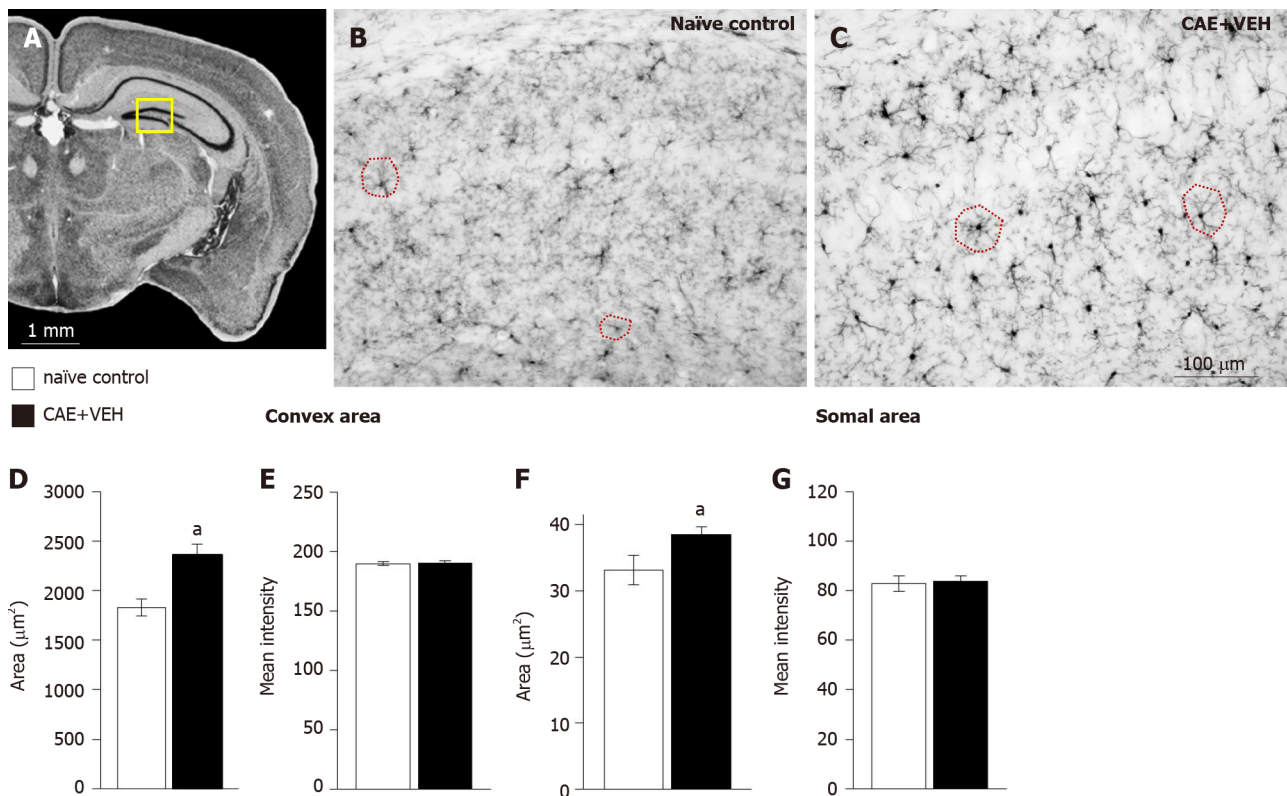 A
B
Naïve control
C
CAE+VEH
1 mm
100 μm
naïve control
CAE+VEH
Convex area
Somal area
D
3000
2500
2000
1500
1000
500
0
Area (μm²)
a
E
250
200
150
100
50
0
Mean intensity
F
40
30
20
10
0
Area (μm²)
a
G
120
100
80
60
40
20
0
Mean intensity